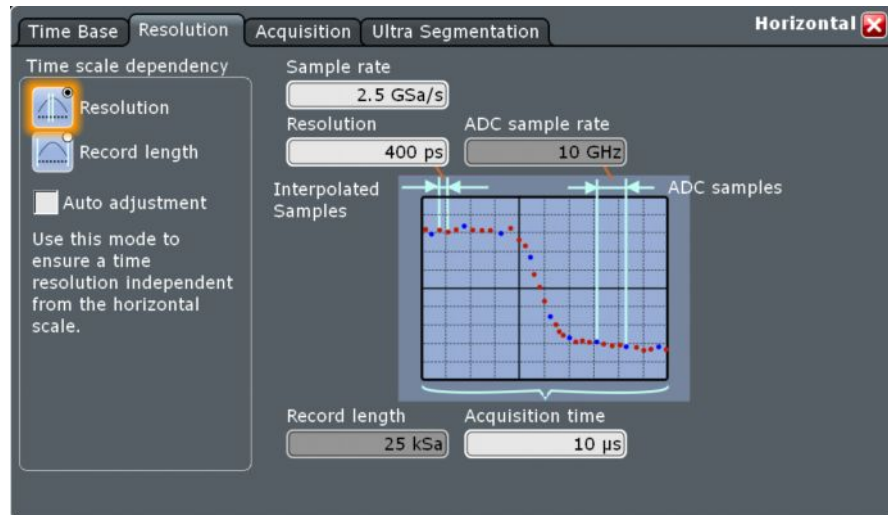 Time Base Resolution Acquisition Ultra Segmentation Horizontal
Time scale dependency
Resolution
Record length
Auto adjustment
Use this mode to
ensure a time
resolution independent
from the horizontal
scale.
Sample rate
2.5 GSa/s
Resolution ADC sample rate
400 ps 10 GHz
Interpolated
Samples
ADC samples
Record length Acquisition time
25 kSa 10 µs